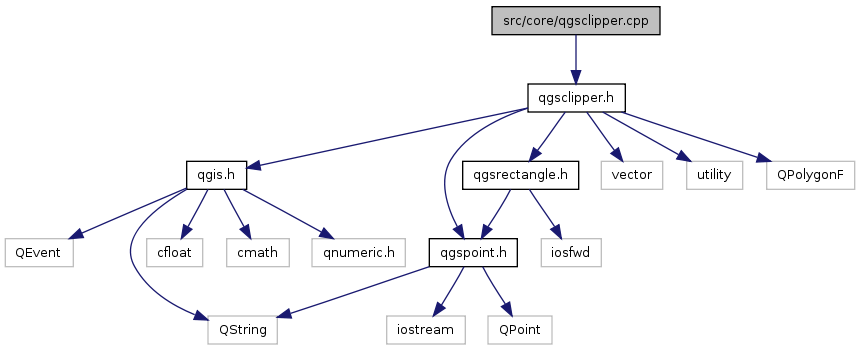 src/core/qgsclipper.cpp
qgsclipper.h
qgis.h
qgsrectangle.h
vector
utility
QPolygonF
QEvent
cfloat
cmath
qnumeric.h
qgspoint.h
iosfwd
QString
iostream
QPoint